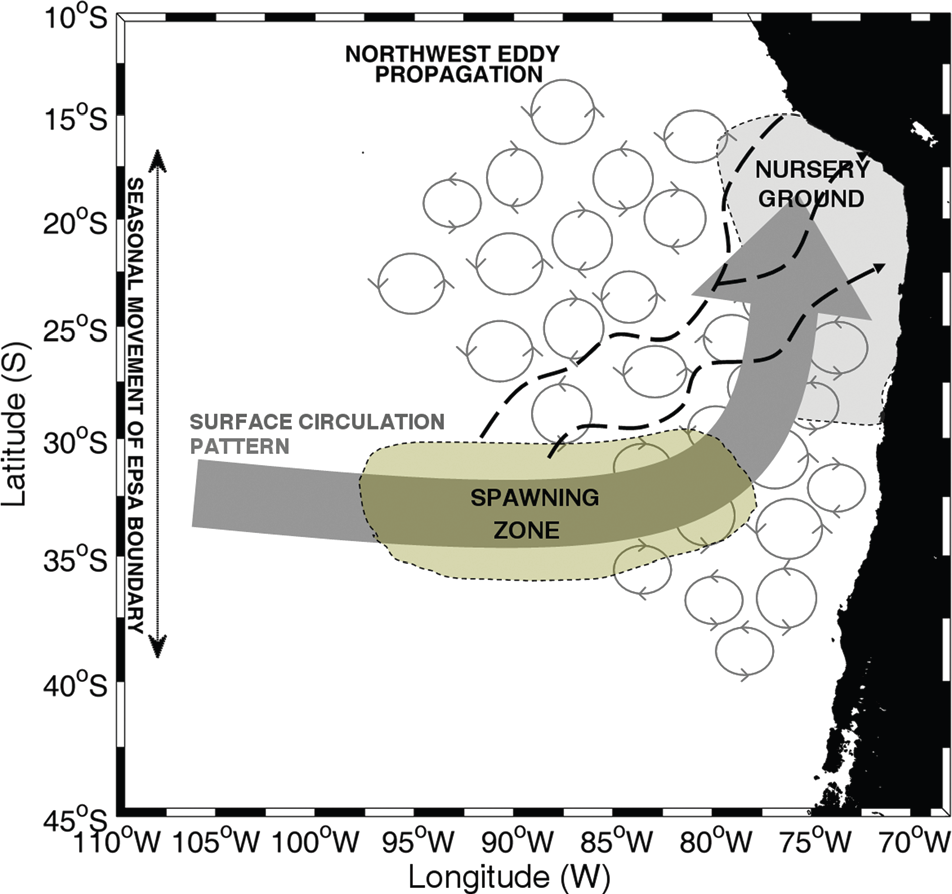 10°S
NORTHWEST EDDY
PROPAGATION
15°S
NURSERY
GROUND
20°S
SEASONAL MOVEMENT OF EPSA BOUNDARY
25°S
Latitude (S)
SURFACE CIRCULATION
PATTERN
30°S
SPAWNING
ZONE
35°S
40°S
45°S
110°W 105°W 100°W 95°W 90°W 85°W 80°W 75°W 70°W
Longitude (W)